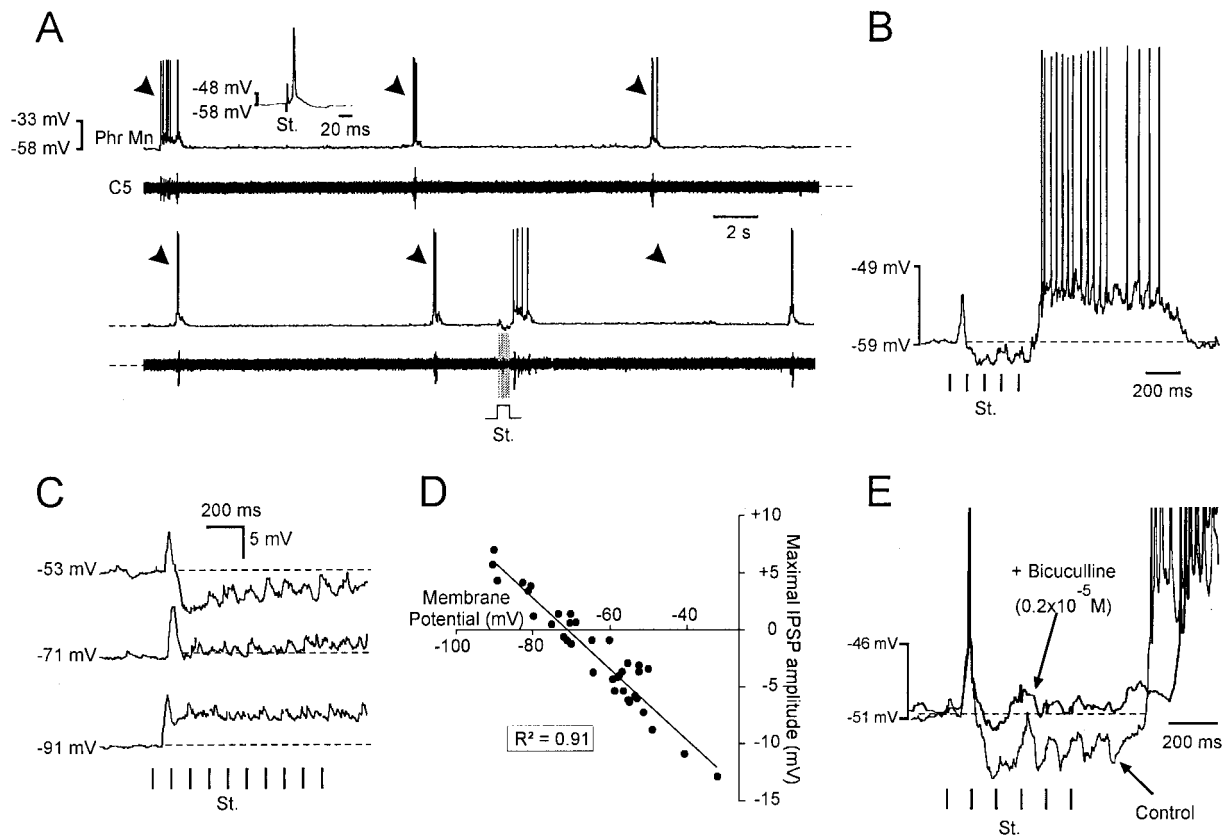 A
-33 mV
-58 mV
Phr Mn
-48 mV
-58 mV
St.
20 ms
C5
2 s
St.
B
-49 mV
-59 mV
St.
200 ms
C
200 ms
5 mV
-53 mV
-71 mV
-91 mV
St.
D
Membrane
Potential (mV)
-100
-80
-60
-40
+10
+5
0
-5
-10
-15
Maximal IPSP amplitude (mV)
R² = 0.91
E
+ Bicuculline
(0.2x10⁻⁵ M)
-46 mV
-51 mV
200 ms
Control
St.